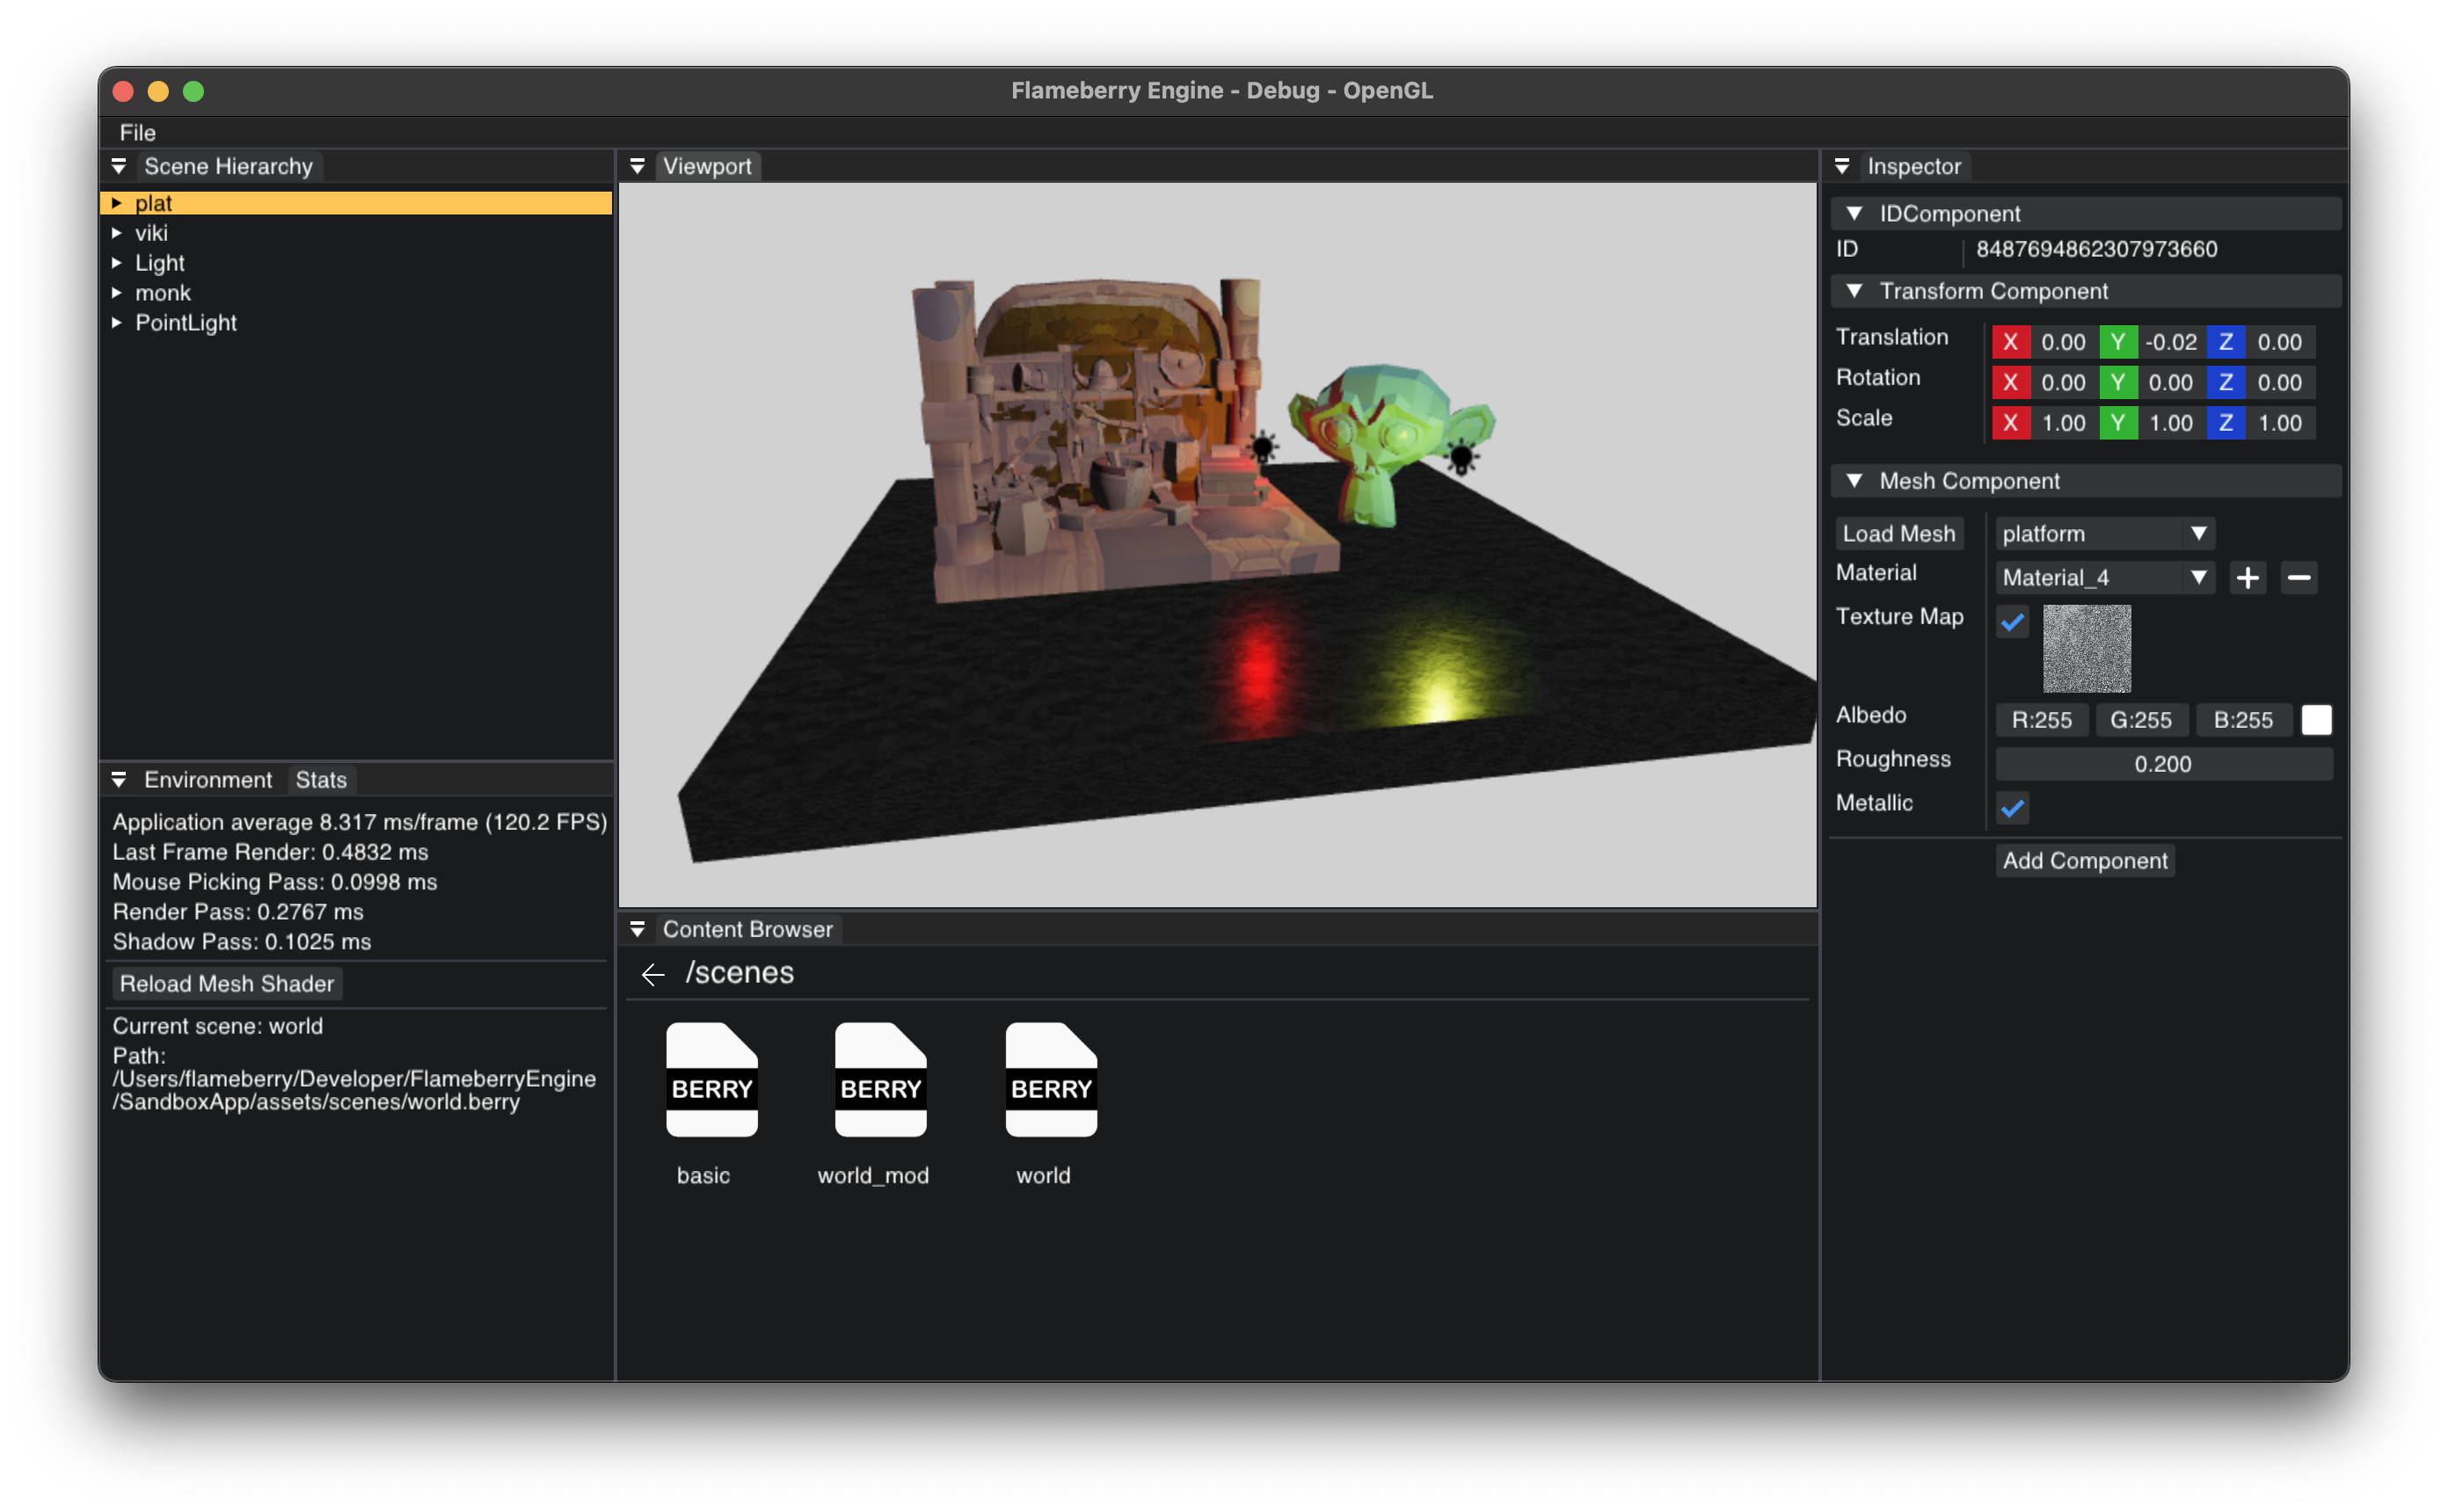 Flameberry Engine - Debug - OpenGL
File
Scene Hierarchy
plat
viki
Light
monk
PointLight
Environment Stats
Application average 8.317 ms/frame (120.2 FPS)
Last Frame Render: 0.4832 ms
Mouse Picking Pass: 0.0998 ms
Render Pass: 0.2767 ms
Shadow Pass: 0.1025 ms
Reload Mesh Shader
Current scene: world
Path:
/Users/flameberry/Developer/FlameberryEngine
/SandboxApp/assets/scenes/world.berry
Viewport
Content Browser
/scenes
BERRY BERRY BERRY
basic world_mod world
Inspector
IDComponent
ID 8487694862307973660
Transform Component
Translation X 0.00 Y -0.02 Z 0.00
Rotation X 0.00 Y 0.00 Z 0.00
Scale X 1.00 Y 1.00 Z 1.00
Mesh Component
Load Mesh platform
Material Material_4
Texture Map
Albedo R:255 G:255 B:255
Roughness 0.200
Metallic
Add Component